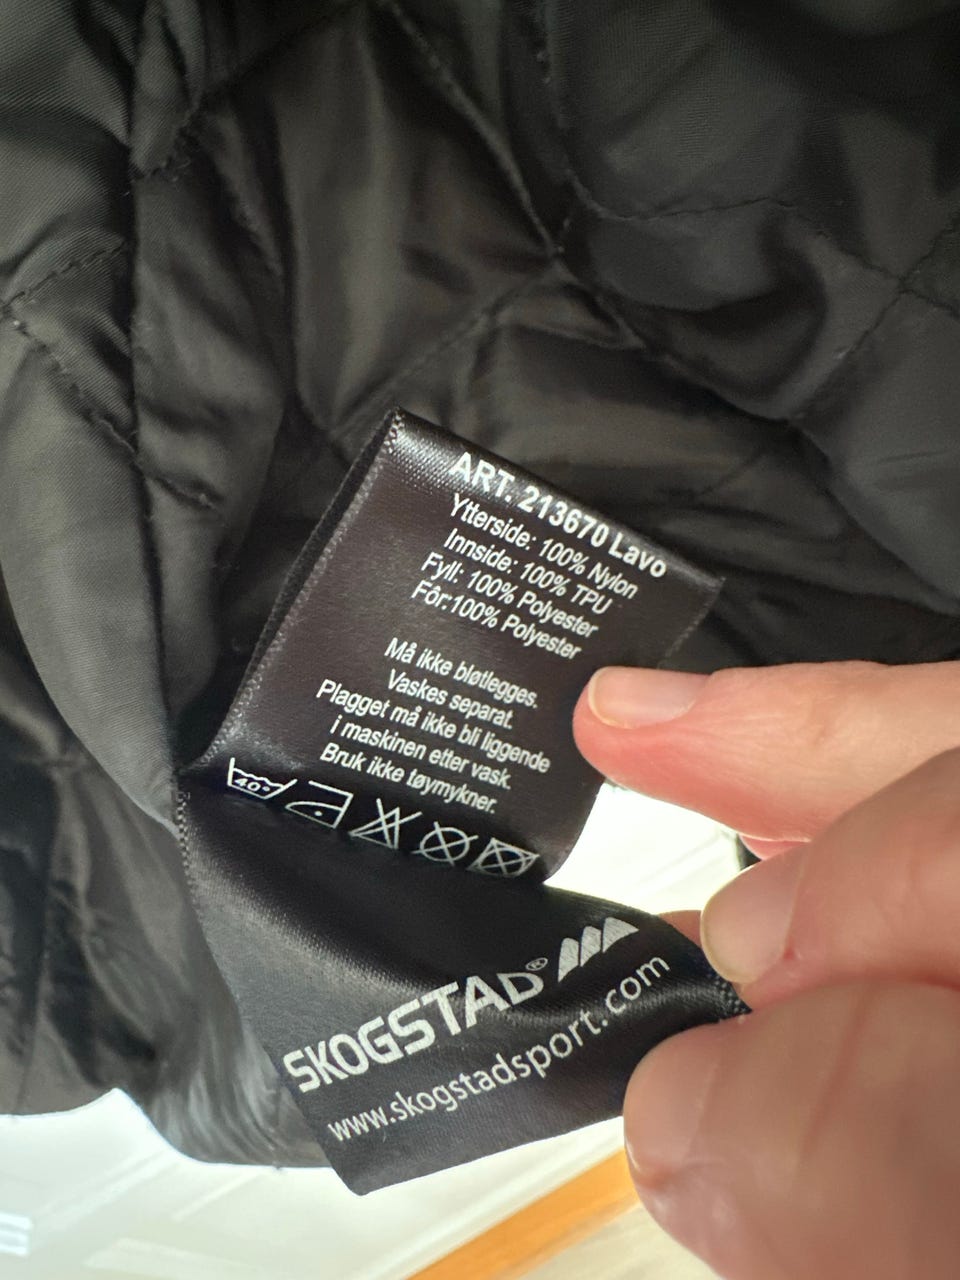 ART. 213670 Lavo
Ytterside: 100% Nylon
Innside: 100% TPU
Fyll: 100% Polyester
Fôr:100% Polyester
Må ikke bløtlegges.
Vaskes separat.
Plagget må ikke bli liggende
i maskinen etter vask.
Bruk ikke tøymykner.
40°
SKOGSTAD®
www.skogstadsport.com